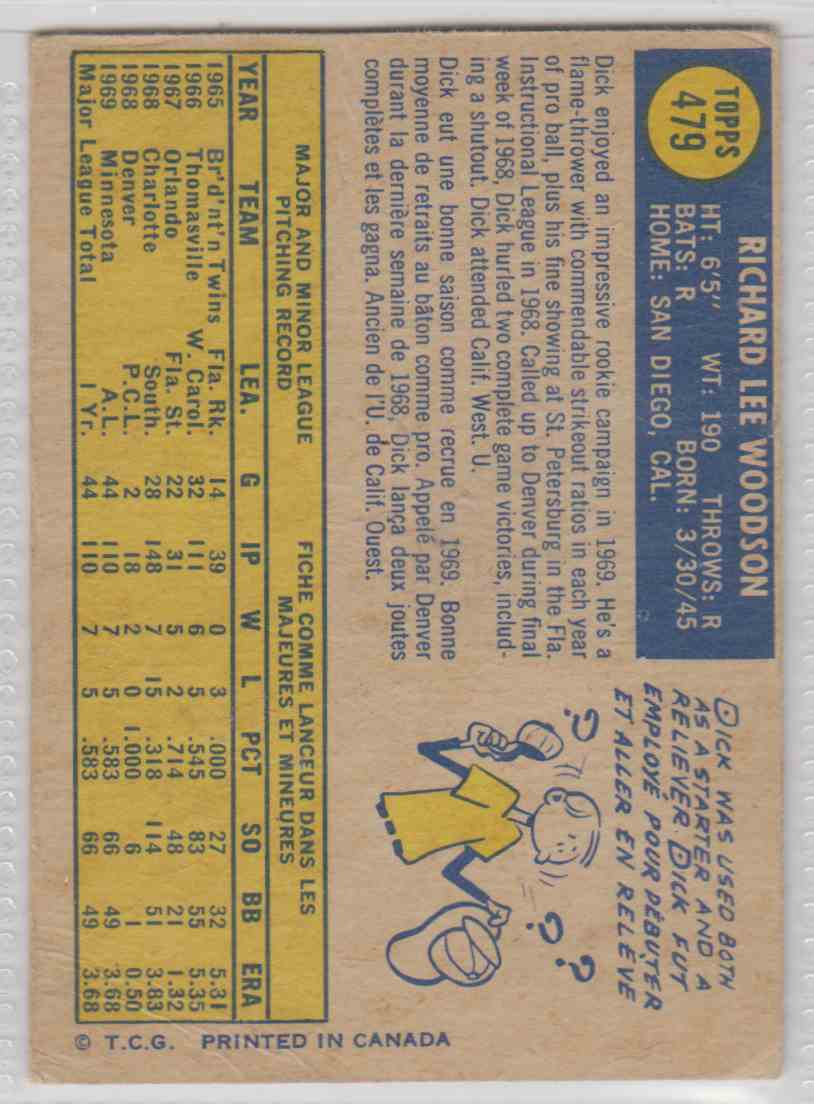 TOPPS
479
RICHARD LEE WOODSON
HT: 6'5" WT: 190 THROWS: R
BATS: R BORN: 3/30/45
HOME: SAN DIEGO, CAL.
DICK WAS USED BOTH
AS A STARTER AND A
RELIEVER. DICK FUT
EMPLOYÉ POUR DÉBUTER
ET ALLER EN RELÈVE
Dick enjoyed an impressive rookie campaign in 1969. He's a
flame-thrower with commendable strikeout ratios in each year
of pro ball, plus his fine showing at St. Petersburg in the Fla.
Instructional League in 1968. Called up to Denver during final
week of 1968, Dick hurled two complete game victories, includ-
ing a shutout. Dick attended Calif. West. U.
Dick eut une bonne saison comme recrue en 1969. Bonne
moyenne de retraits au bâton comme pro. Appelé par Denver
durant la dernière semaine de 1968, Dick lança deux joutes
complètes et les gagna. Ancien de l'U. de Calif. Ouest.
? ? ?
MAJOR AND MINOR LEAGUE FICHE COMME LANCEUR DANS LES
PITCHING RECORD MAJEURES ET MINEURES
YEAR TEAM LEA. G IP W L PCT SO BB ERA
1965 Br'd'nt'n Twins Fla. Rk. 14 39 0 3 .000 27 32 5.31
1966 Thomasville W. Carol. 32 111 6 5 .545 83 55 5.35
1967 Orlando Fla. St. 22 31 5 2 .714 48 21 1.32
1968 Charlotte South. 28 148 7 15 .318 114 51 3.83
1968 Denver P.C.L. 2 18 2 0 1.000 6 1 0.50
1969 Minnesota A.L. 44 110 7 5 .583 66 49 3.68
Major League Total 1 Yr. 44 110 7 5 .583 66 49 3.68
© T.C.G. PRINTED IN CANADA